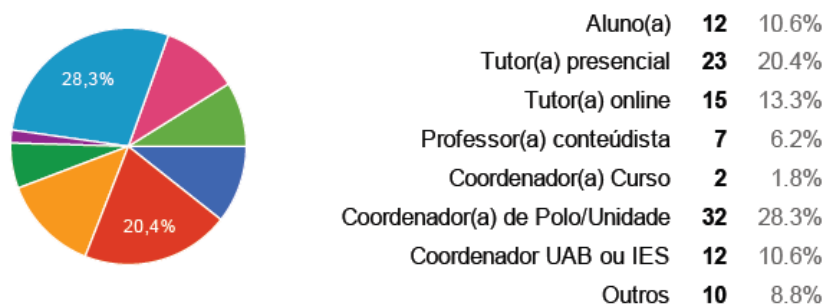 28,3%
20,4%
Aluno(a) 12 10.6%
Tutor(a) presencial 23 20.4%
Tutor(a) online 15 13.3%
Professor(a) conteúdista 7 6.2%
Coordenador(a) Curso 2 1.8%
Coordenador(a) de Polo/Unidade 32 28.3%
Coordenador UAB ou IES 12 10.6%
Outros 10 8.8%